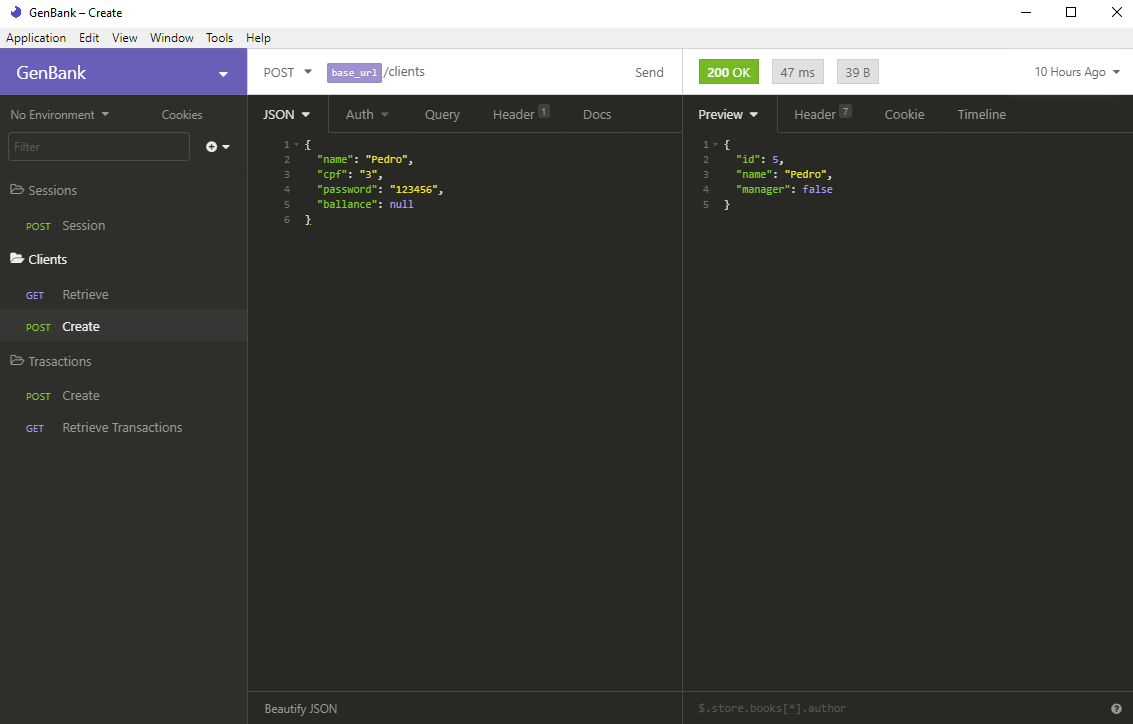 GenBank – Create
Application Edit View Window Tools Help
GenBank
POST base_url /clients Send
200 OK 47 ms 39 B 10 Hours Ago
No Environment Cookies
Filter
Sessions
POST Session
Clients
GET Retrieve
POST Create
Trasactions
POST Create
GET Retrieve Transactions
JSON Auth Query Header 1 Docs
1 {
2 "name": "Pedro",
3 "cpf": "3",
4 "password": "123456",
5 "ballance": null
6 }
Beautify JSON
Preview Header 7 Cookie Timeline
1 {
2 "id": 5,
3 "name": "Pedro",
4 "manager": false
5 }
$.store.books[*].author